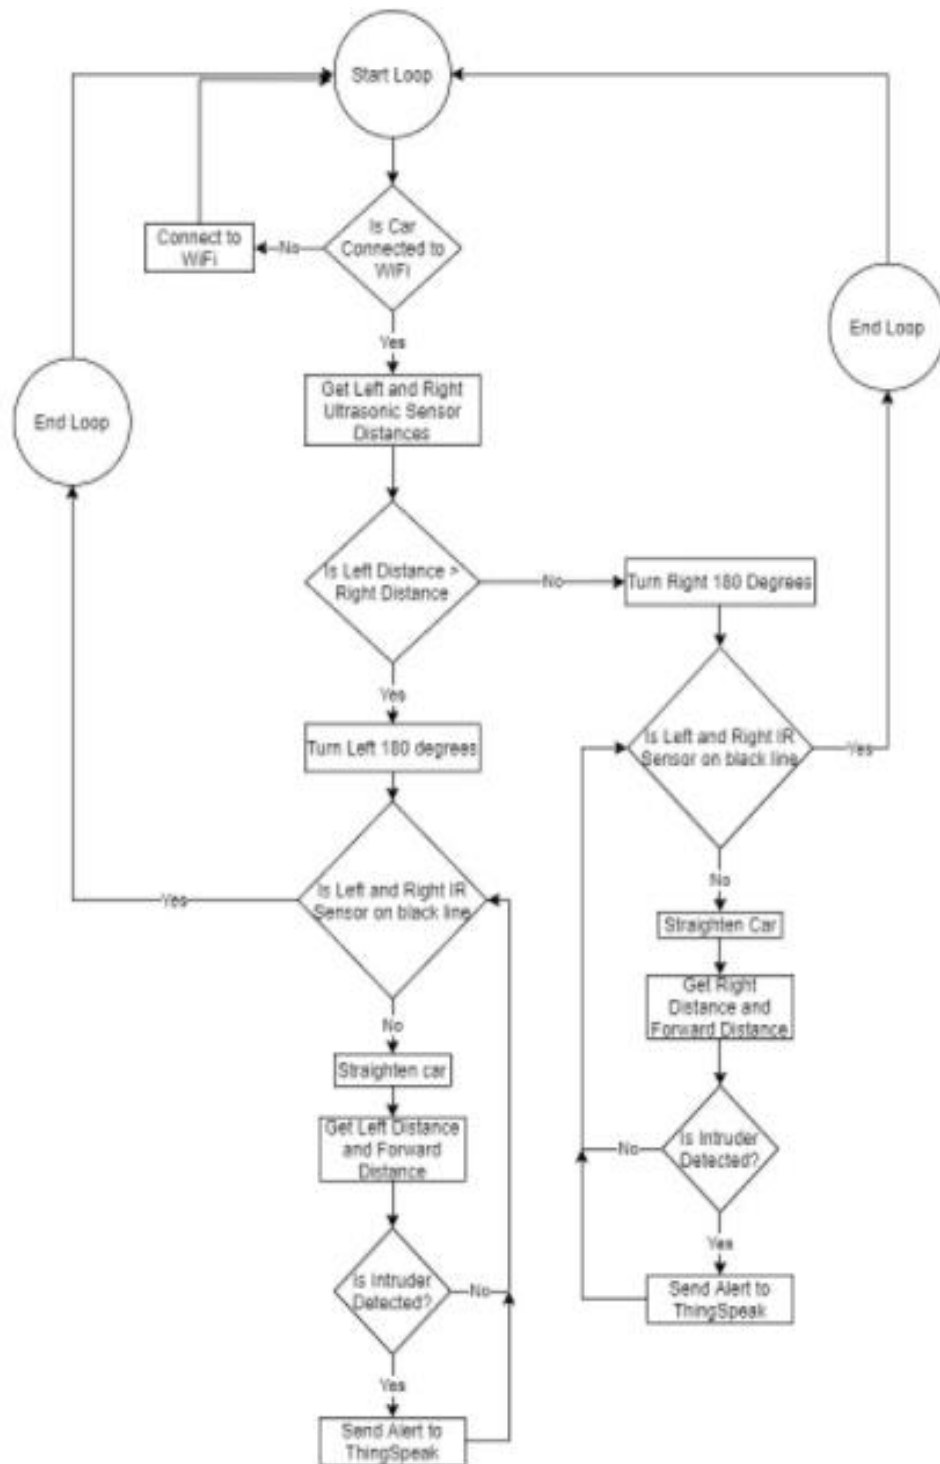 Start Loop
Is Car
Connected to
WiFi
No
Connect to
WiFi
Yes
End Loop
End Loop
Get Left and Right
Ultrasonic Sensor
Distances
Is Left Distance >
Right Distance
No
Turn Right 180 Degrees
Yes
Turn Left 180 degrees
Is Left and Right IR
Sensor on black line
Yes
No
Straighten Car
Get Right
Distance and
Forward Distance
Is Intruder
Detected?
No
Yes
Send Alert to
ThingSpeak
Is Left and Right IR
Sensor on black line
Yes
No
Straighten car
Get Left Distance
and Forward
Distance
Is Intruder
Detected?
No
Yes
Send Alert to
ThingSpeak